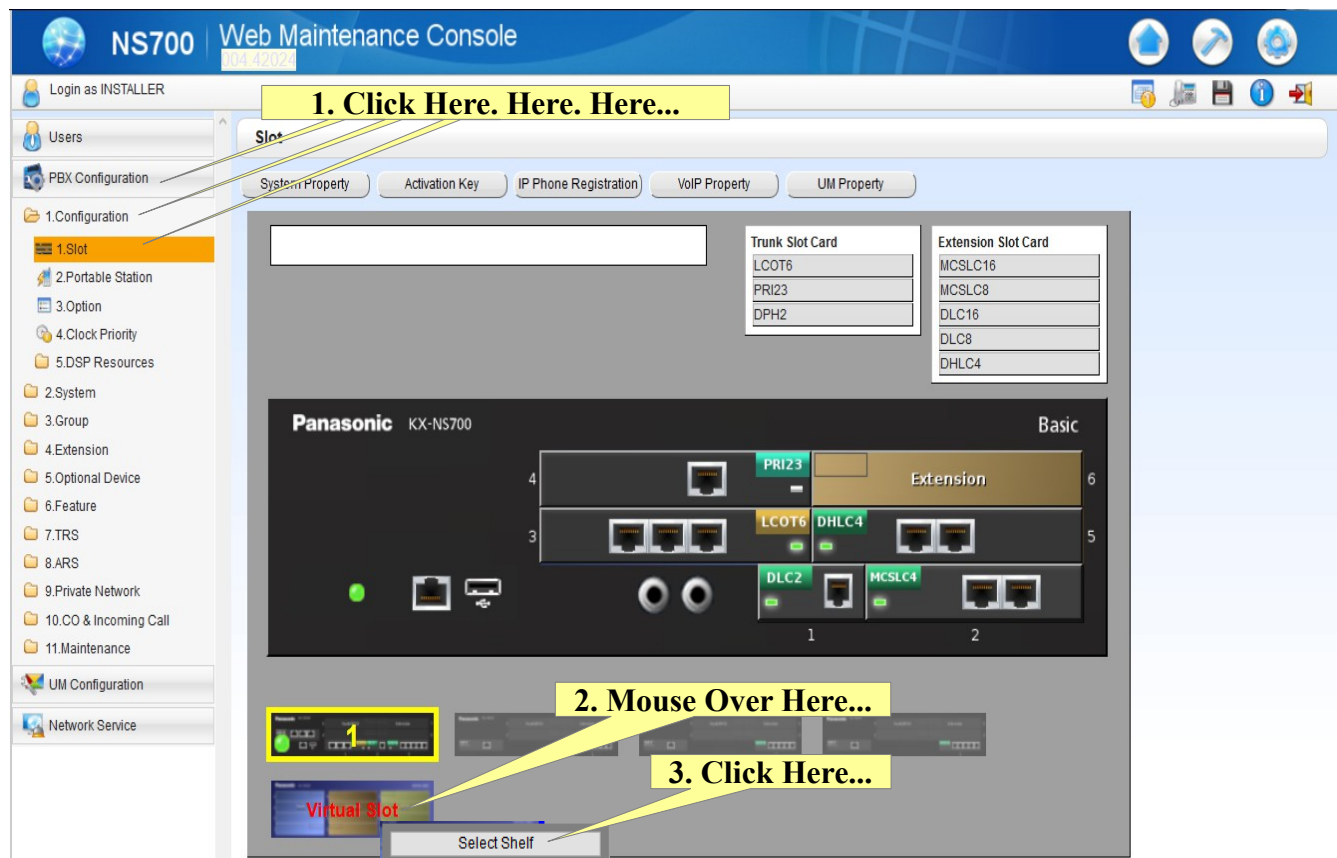 NS700
Web Maintenance Console
004.42024
Login as INSTALLER
1. Click Here. Here. Here...
Users
Slot
PBX Configuration
System Property
Activation Key
IP Phone Registration
VoIP Property
UM Property
1.Configuration
1.Slot
2.Portable Station
3.Option
4.Clock Priority
5.DSP Resources
2.System
3.Group
4.Extension
5.Optional Device
6.Feature
7.TRS
8.ARS
9.Private Network
10.CO & Incoming Call
11.Maintenance
UM Configuration
Network Service
Trunk Slot Card
LCOT6
PRI23
DPH2
Extension Slot Card
MCSLC16
MCSLC8
DLC16
DLC8
DHLC4
Panasonic KX-NS700
Basic
4
PRI23
Extension
6
3
LCOT6
DHLC4
5
DLC2
MCSLC4
1
2
2. Mouse Over Here...
1
3. Click Here...
Virtual Slot
Select Shelf